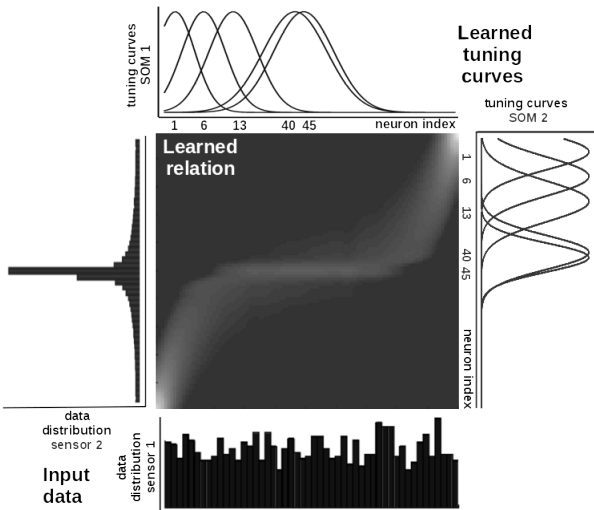 tuning curves
SOM 1
Learned
tuning
curves
1 6 13 40 45 neuron index
tuning curves
SOM 2
Learned
relation
1
6
13
40
45
neuron index
data
distribution
sensor 2
Input
data
data
distribution
sensor 1